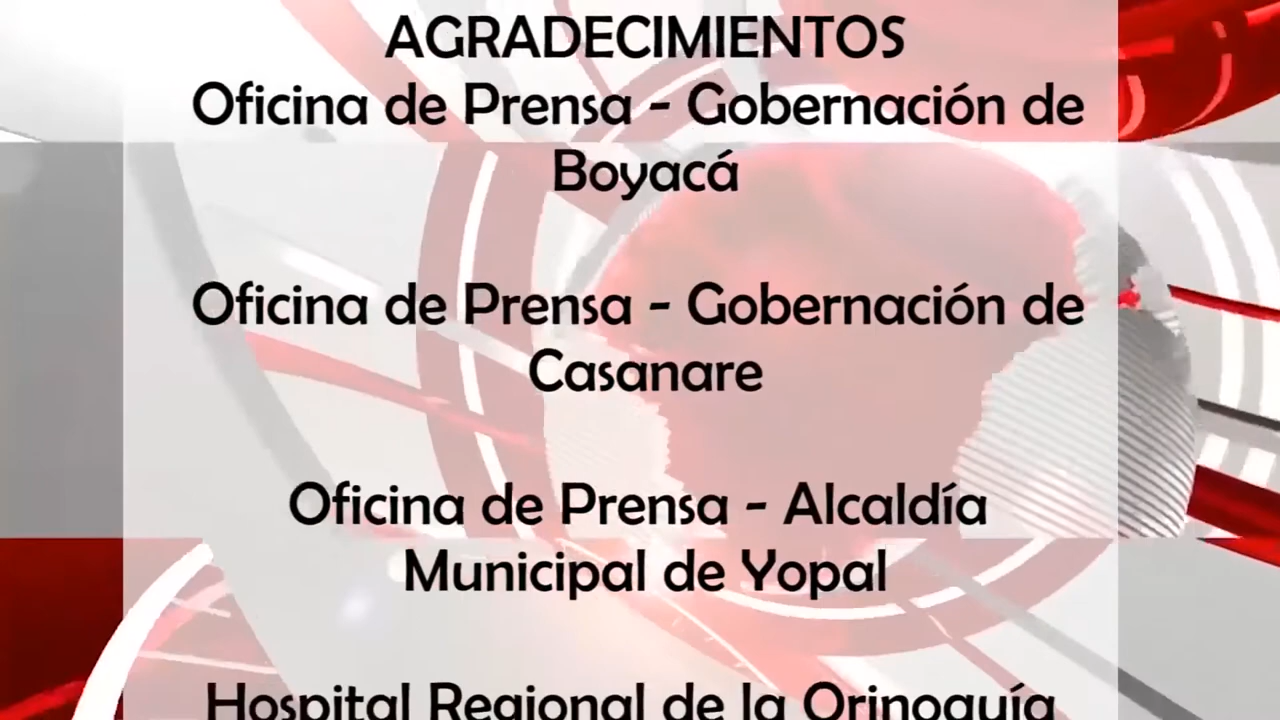 AGRADECIMIENTOS
Oficina de Prensa - Gobernación de
Boyacá
Oficina de Prensa - Gobernación de
Casanare
Oficina de Prensa - Alcaldía
Municipal de Yopal
Hospital Regional de la Orinoquía